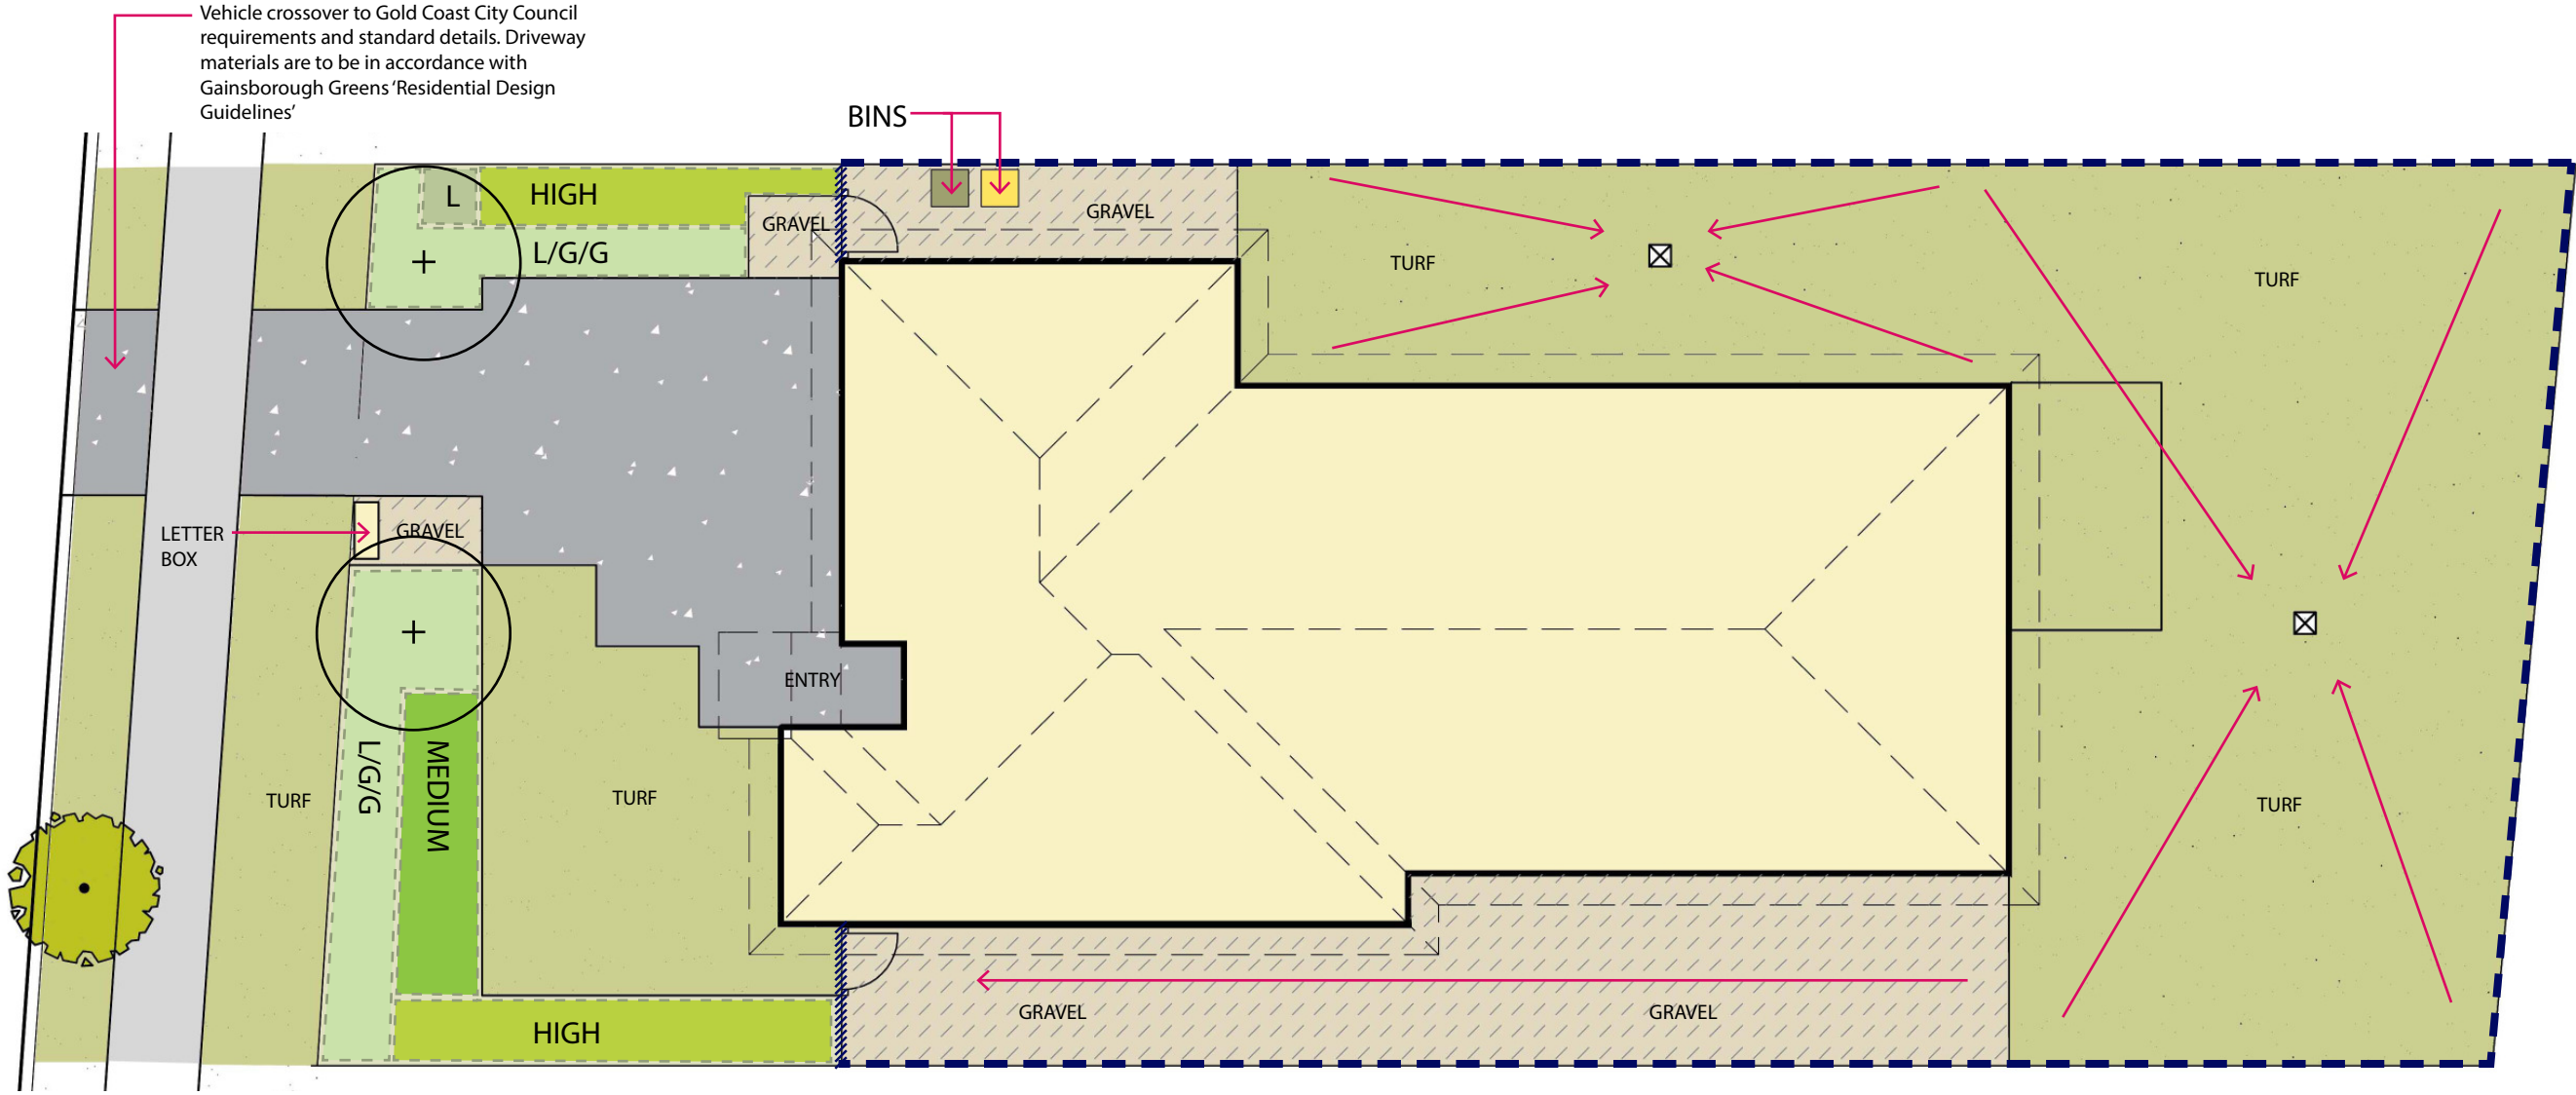 Vehicle crossover to Gold Coast City Council
requirements and standard details. Driveway
materials are to be in accordance with
Gainsborough Greens ‘Residential Design
Guidelines’
BINS
L
HIGH
GRAVEL
GRAVEL
L/G/G
TURF
TURF
LETTER
BOX
GRAVEL
ENTRY
L/G/G
MEDIUM
TURF
TURF
TURF
HIGH
GRAVEL
GRAVEL